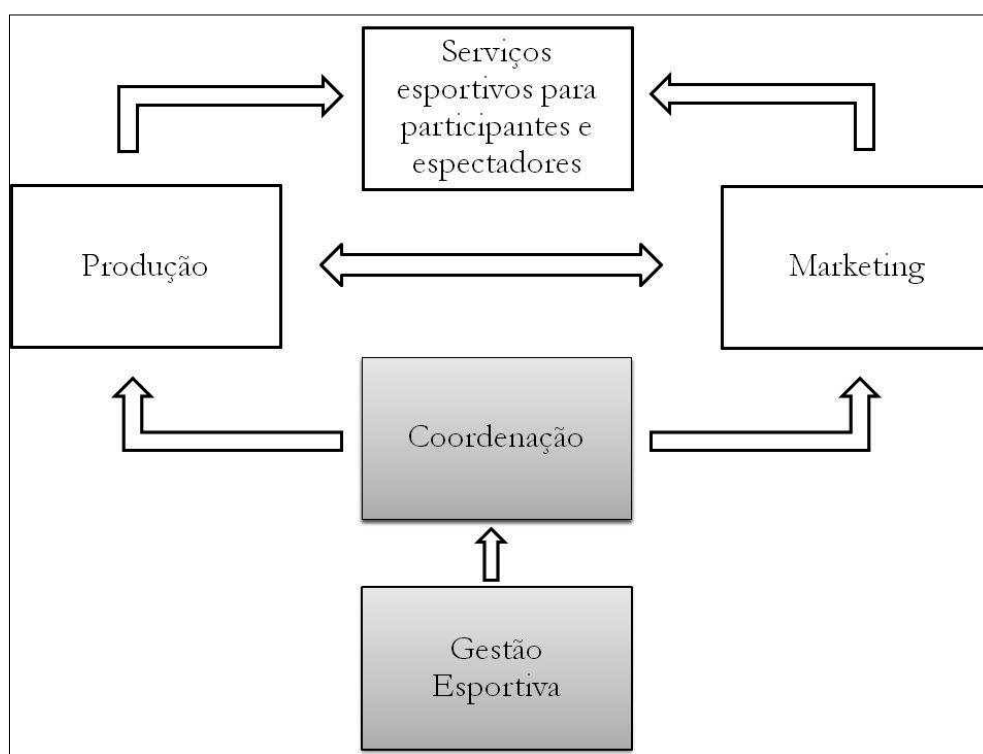 Serviços
esportivos para
participantes e
espectadores
Produção
Marketing
Coordenação
Gestão
Esportiva